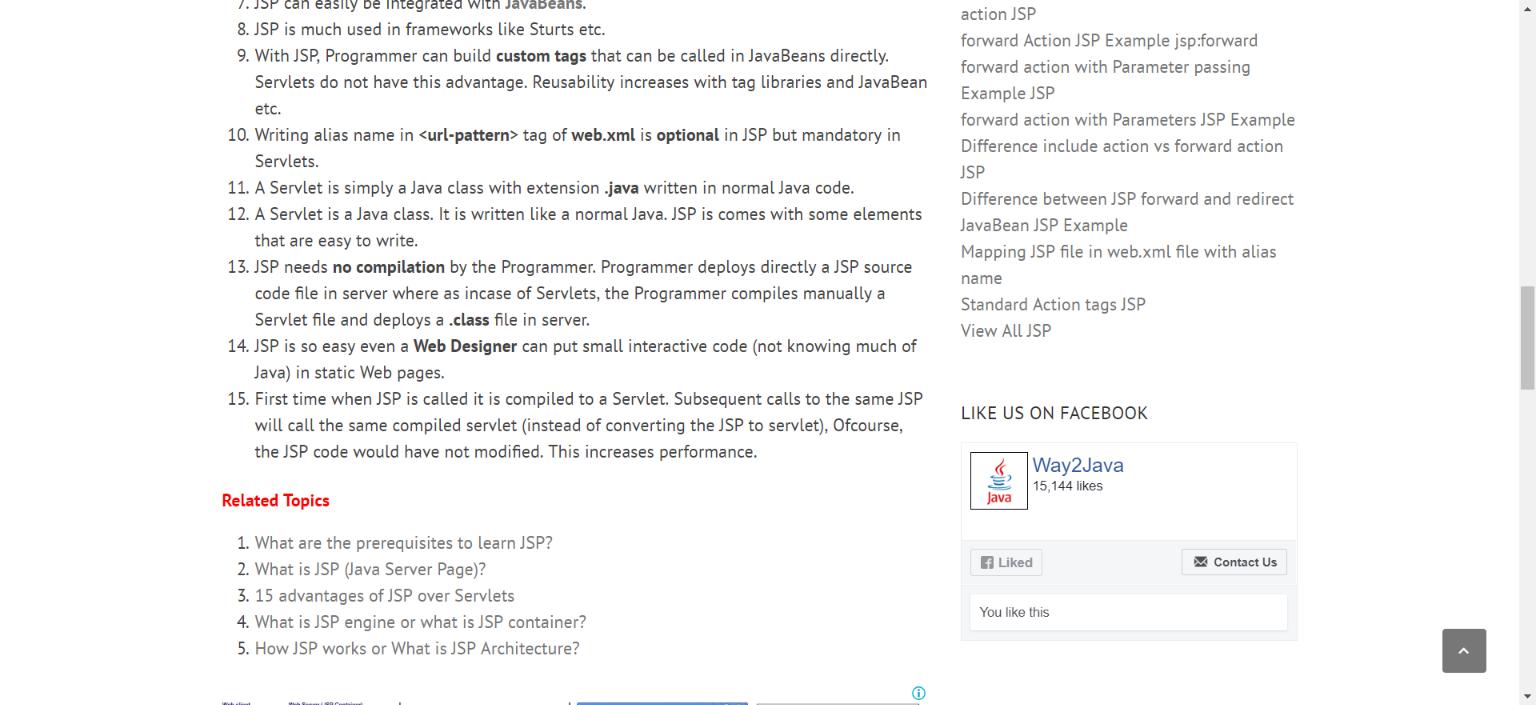 7. JSP can easily be integrated with JavaBeans.
8. JSP is much used in frameworks like Sturts etc.
9. With JSP, Programmer can build custom tags that can be called in JavaBeans directly.
Servlets do not have this advantage. Reusability increases with tag libraries and JavaBean
etc.
10. Writing alias name in <url-pattern> tag of web.xml is optional in JSP but mandatory in
Servlets.
11. A Servlet is simply a Java class with extension .java written in normal Java code.
12. A Servlet is a Java class. It is written like a normal Java. JSP is comes with some elements
that are easy to write.
13. JSP needs no compilation by the Programmer. Programmer deploys directly a JSP source
code file in server where as incase of Servlets, the Programmer compiles manually a
Servlet file and deploys a .class file in server.
14. JSP is so easy even a Web Designer can put small interactive code (not knowing much of
Java) in static Web pages.
15. First time when JSP is called it is compiled to a Servlet. Subsequent calls to the same JSP
will call the same compiled servlet (instead of converting the JSP to servlet), Ofcourse,
the JSP code would have not modified. This increases performance.
Related Topics
1. What are the prerequisites to learn JSP?
2. What is JSP (Java Server Page)?
3. 15 advantages of JSP over Servlets
4. What is JSP engine or what is JSP container?
5. How JSP works or What is JSP Architecture?
Web client
Web Server / JSP Container
action JSP
forward Action JSP Example jsp:forward
forward action with Parameter passing
Example JSP
forward action with Parameters JSP Example
Difference include action vs forward action
JSP
Difference between JSP forward and redirect
JavaBean JSP Example
Mapping JSP file in web.xml file with alias
name
Standard Action tags JSP
View All JSP
LIKE US ON FACEBOOK
Java
Way2Java
15,144 likes
Liked
Contact Us
You like this